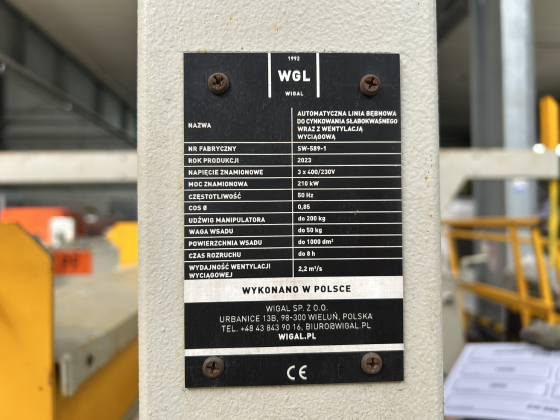 1992
WGL
WIGAL
NAZWA
AUTOMATYCZNA LINIA BĘBNOWA
DO CYNKOWANIA SŁABOKWAŚNEGO
WRAZ Z WENTYLACJĄ
WYCIĄGOWĄ
NR FABRYCZNY SW-589-1
ROK PRODUKCJI 2023
NAPIĘCIE ZNAMIONOWE 3 x 400/230V
MOC ZNAMIONOWA 210 kW
CZĘSTOTLIWOŚĆ 50 Hz
COS Ø 0,85
UDŹWIG MANIPULATORA do 200 kg
WAGA WSADU do 50 kg
POWIERZCHNIA WSADU do 1000 dm²
CZAS ROZRUCHU do 8 h
WYDAJNOŚĆ WENTYLACJI
WYCIĄGOWEJ 2,2 m³/s
WYKONANO W POLSCE
WIGAL SP. Z O.O.
URBANICE 13B, 98-300 WIELUŃ, POLSKA
TEL. +48 43 843 90 16, BIURO@WIGAL.PL
WIGAL.PL
CE